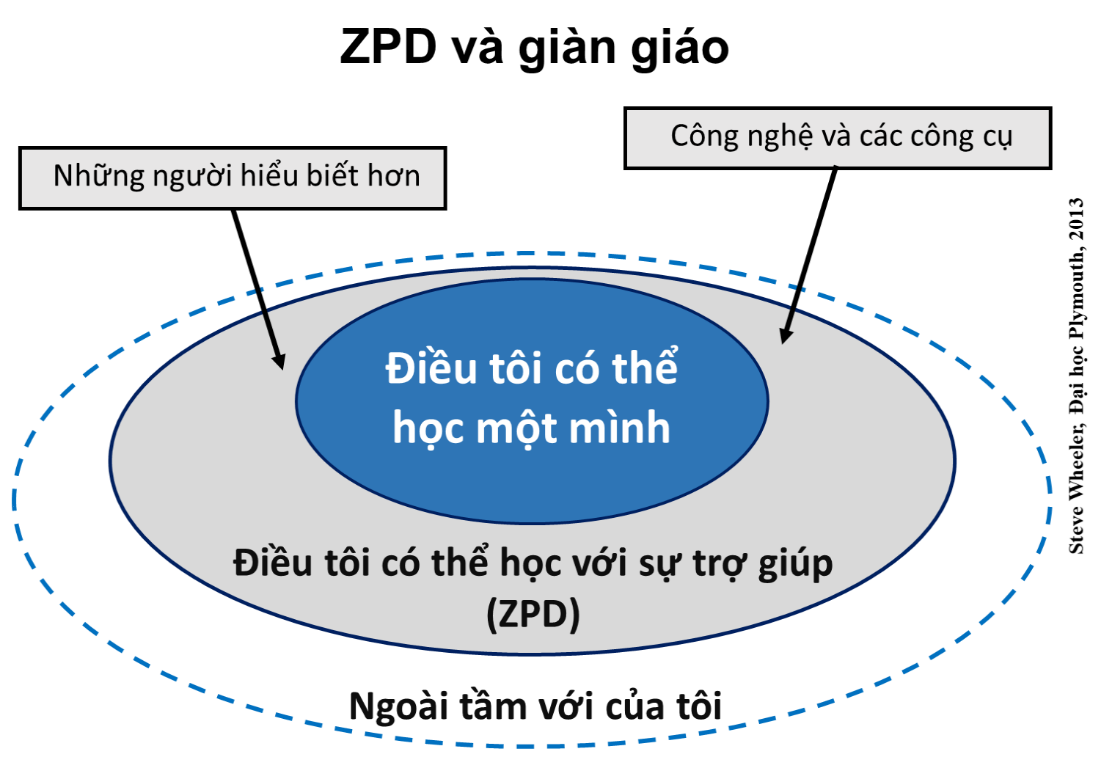 ZPD và giàn giáo
Công nghệ và các công cụ
Những người hiểu biết hơn
Điều tôi có thể
học một mình
Điều tôi có thể học với sự trợ giúp
(ZPD)
Ngoài tầm với của tôi
Steve Wheeler, Đại học Plymouth, 2013